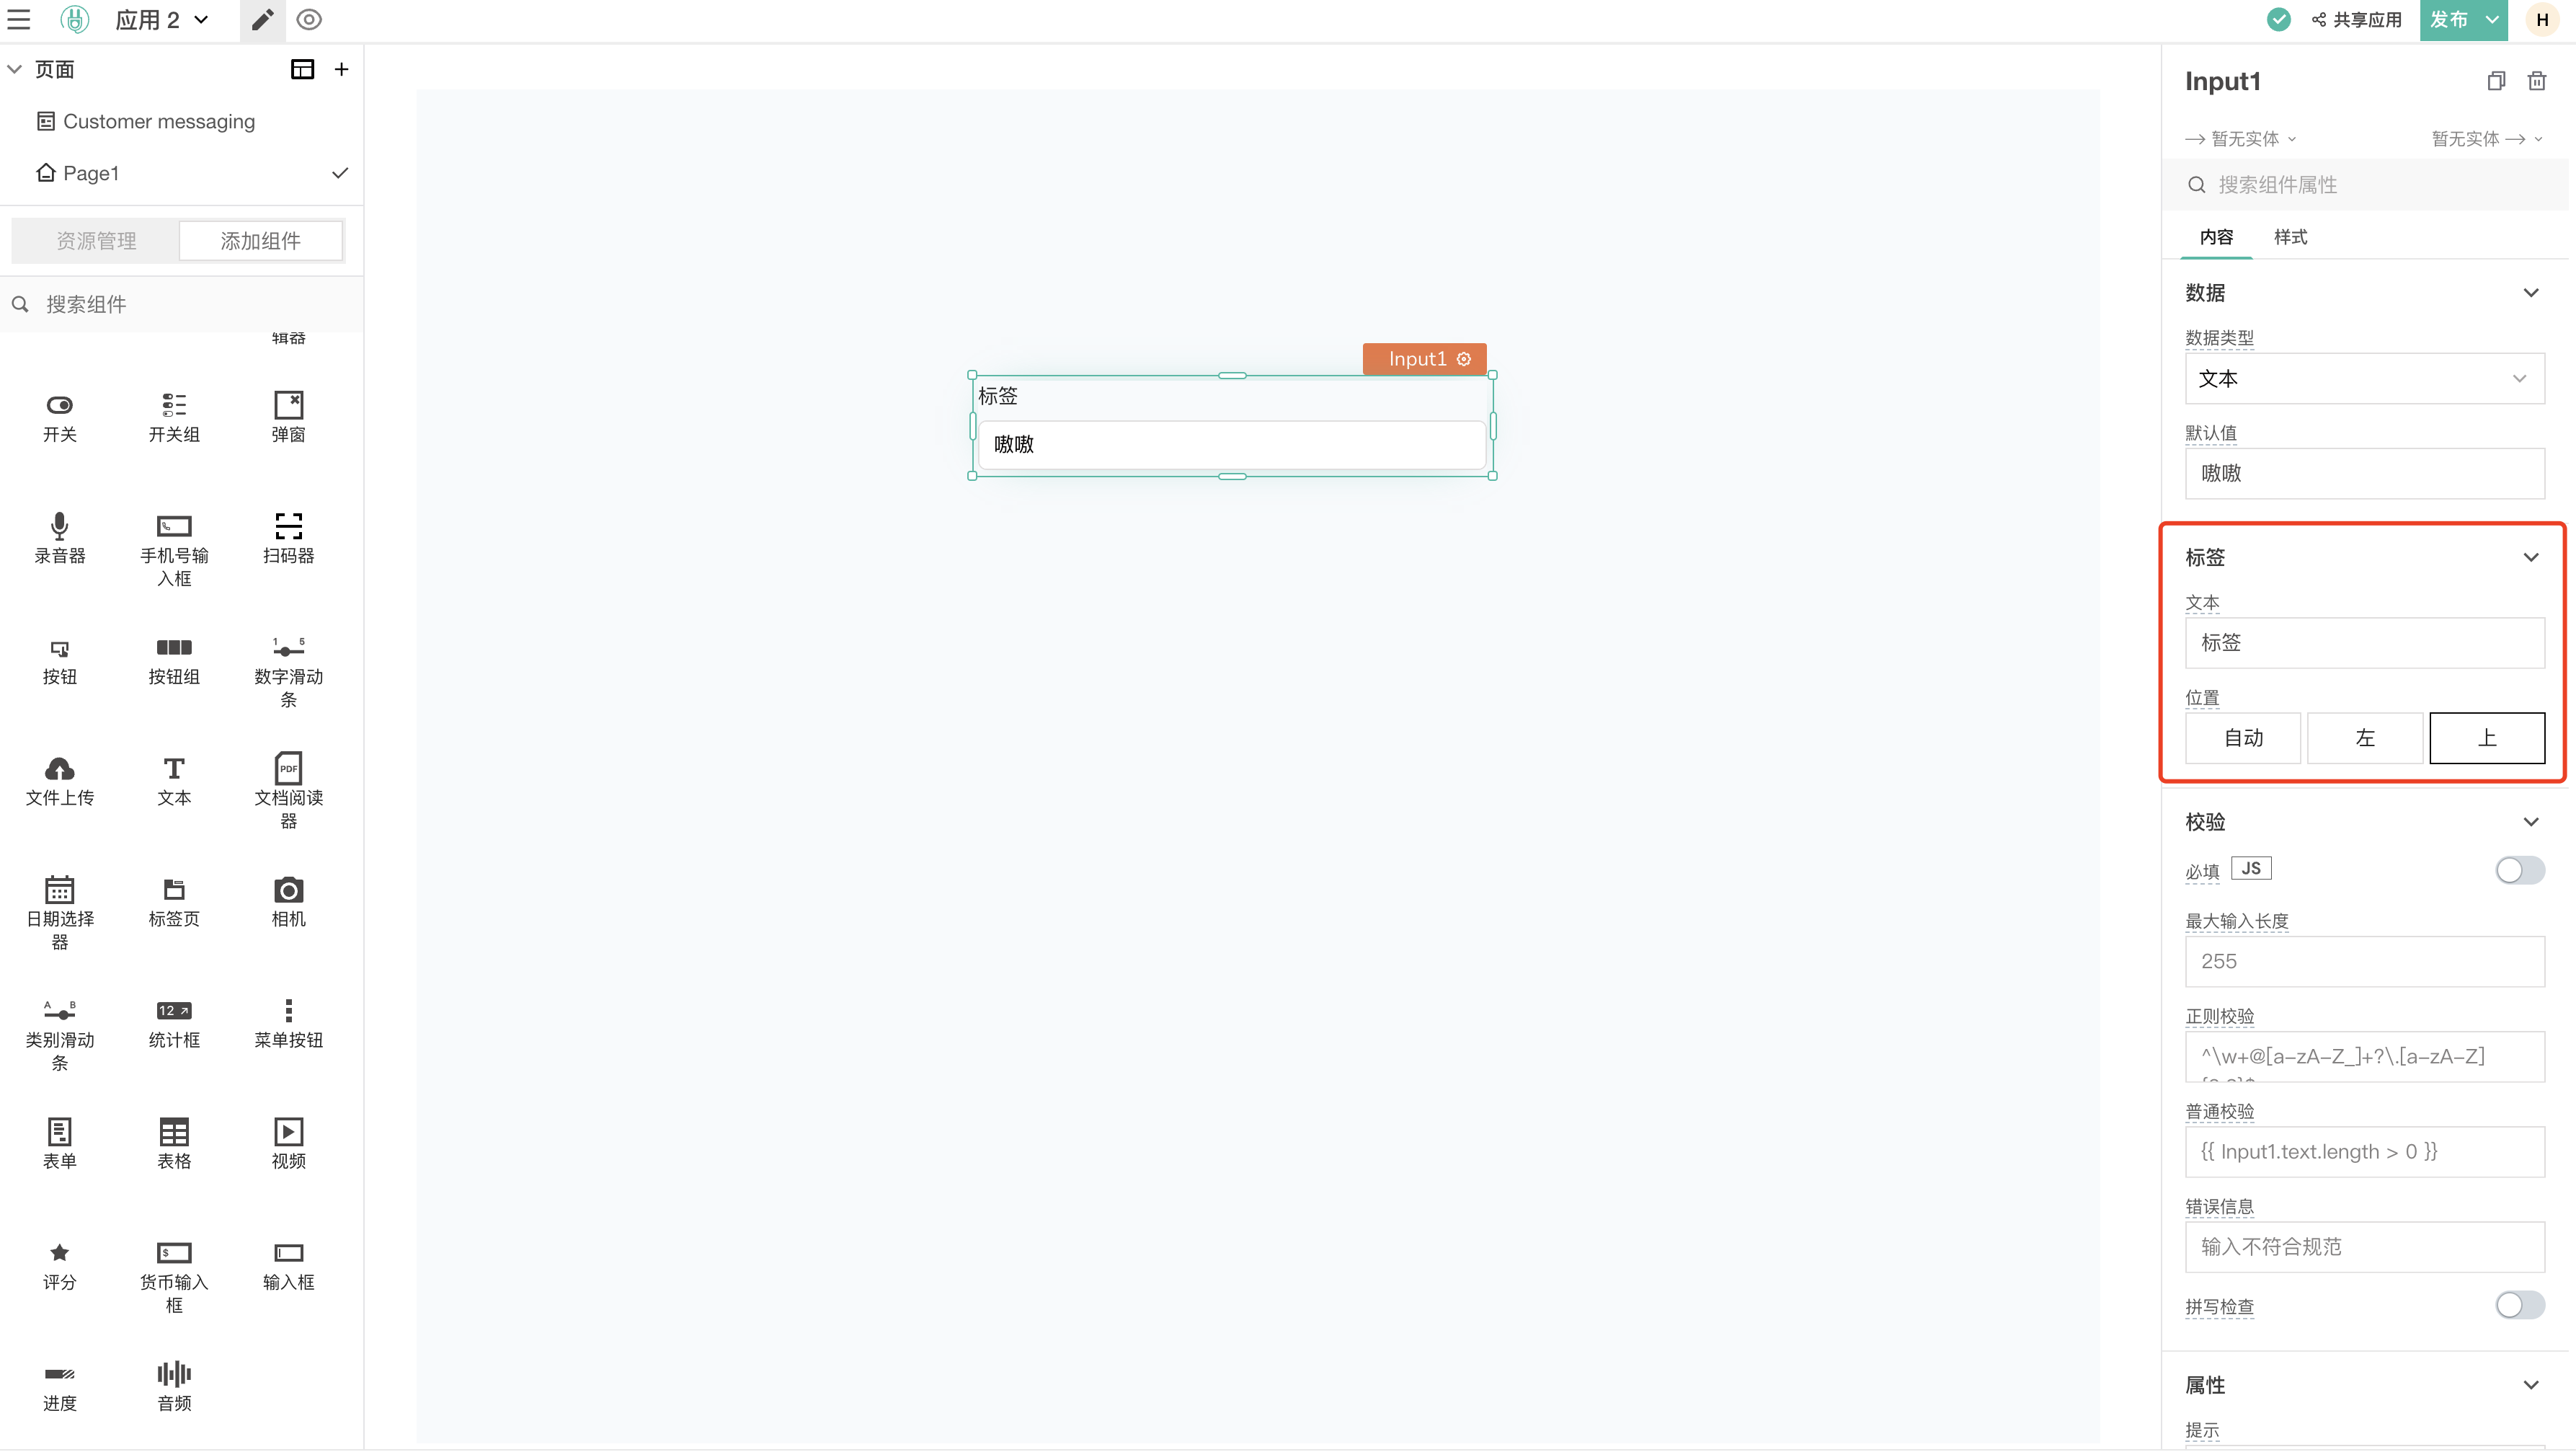 应用 2
共享应用
发布
H
页面
Customer messaging
Page1
资源管理
添加组件
搜索组件
辑器
开关
开关组
弹窗
录音器
手机号输
入框
扫码器
按钮
按钮组
1 5
数字滑动
条
文件上传
T
文本
PDF
文档阅读
器
日期选择
器
标签页
相机
A B
类别滑动
条
12
统计框
菜单按钮
表单
表格
视频
评分
$
货币输入
框
输入框
进度
音频
Input1
标签
嗷嗷
Input1
暂无实体
暂无实体
搜索组件属性
内容
样式
数据
数据类型
文本
默认值
嗷嗷
标签
文本
标签
位置
自动
左
上
校验
必填
JS
最大输入长度
255
正则校验
^\w+@[a-zA-Z_]+?\.[a-zA-Z]
普通校验
{{ Input1.text.length > 0 }}
错误信息
输入不符合规范
拼写检查
属性
提示